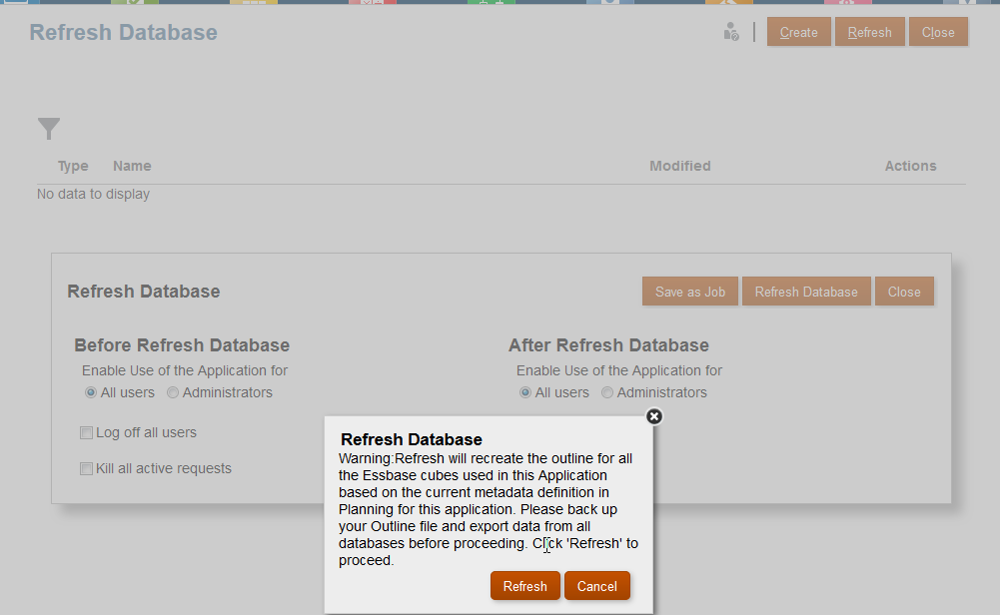 Refresh Database
Create Refresh Close
Type Name Modified Actions
No data to display
Refresh Database
Save as Job Refresh Database Close
Before Refresh Database After Refresh Database
Enable Use of the Application for Enable Use of the Application for
All users Administrators All users Administrators
Log off all users
Kill all active requests
Refresh Database
Warning:Refresh will recreate the outline for all
the Essbase cubes used in this Application
based on the current metadata definition in
Planning for this application. Please back up
your Outline file and export data from all
databases before proceeding. Click 'Refresh' to
proceed.
Refresh Cancel